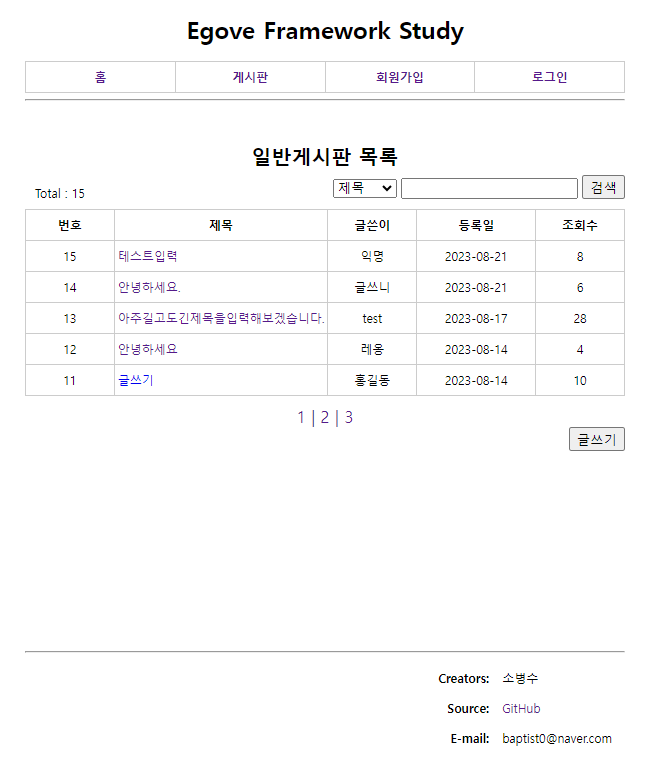 Egove Framework Study
홈 게시판 회원가입 로그인
일반게시판 목록
Total : 15 제목 검색
번호 제목 글쓴이 등록일 조회수
15 테스트입력 익명 2023-08-21 8
14 안녕하세요. 글쓰니 2023-08-21 6
13 아주길고도긴제목을입력해보겠습니다. test 2023-08-17 28
12 안녕하세요 레옹 2023-08-14 4
11 글쓰기 홍길동 2023-08-14 10
1 | 2 | 3
글쓰기
Creators: 소병수
Source: GitHub
E-mail: baptist0@naver.com